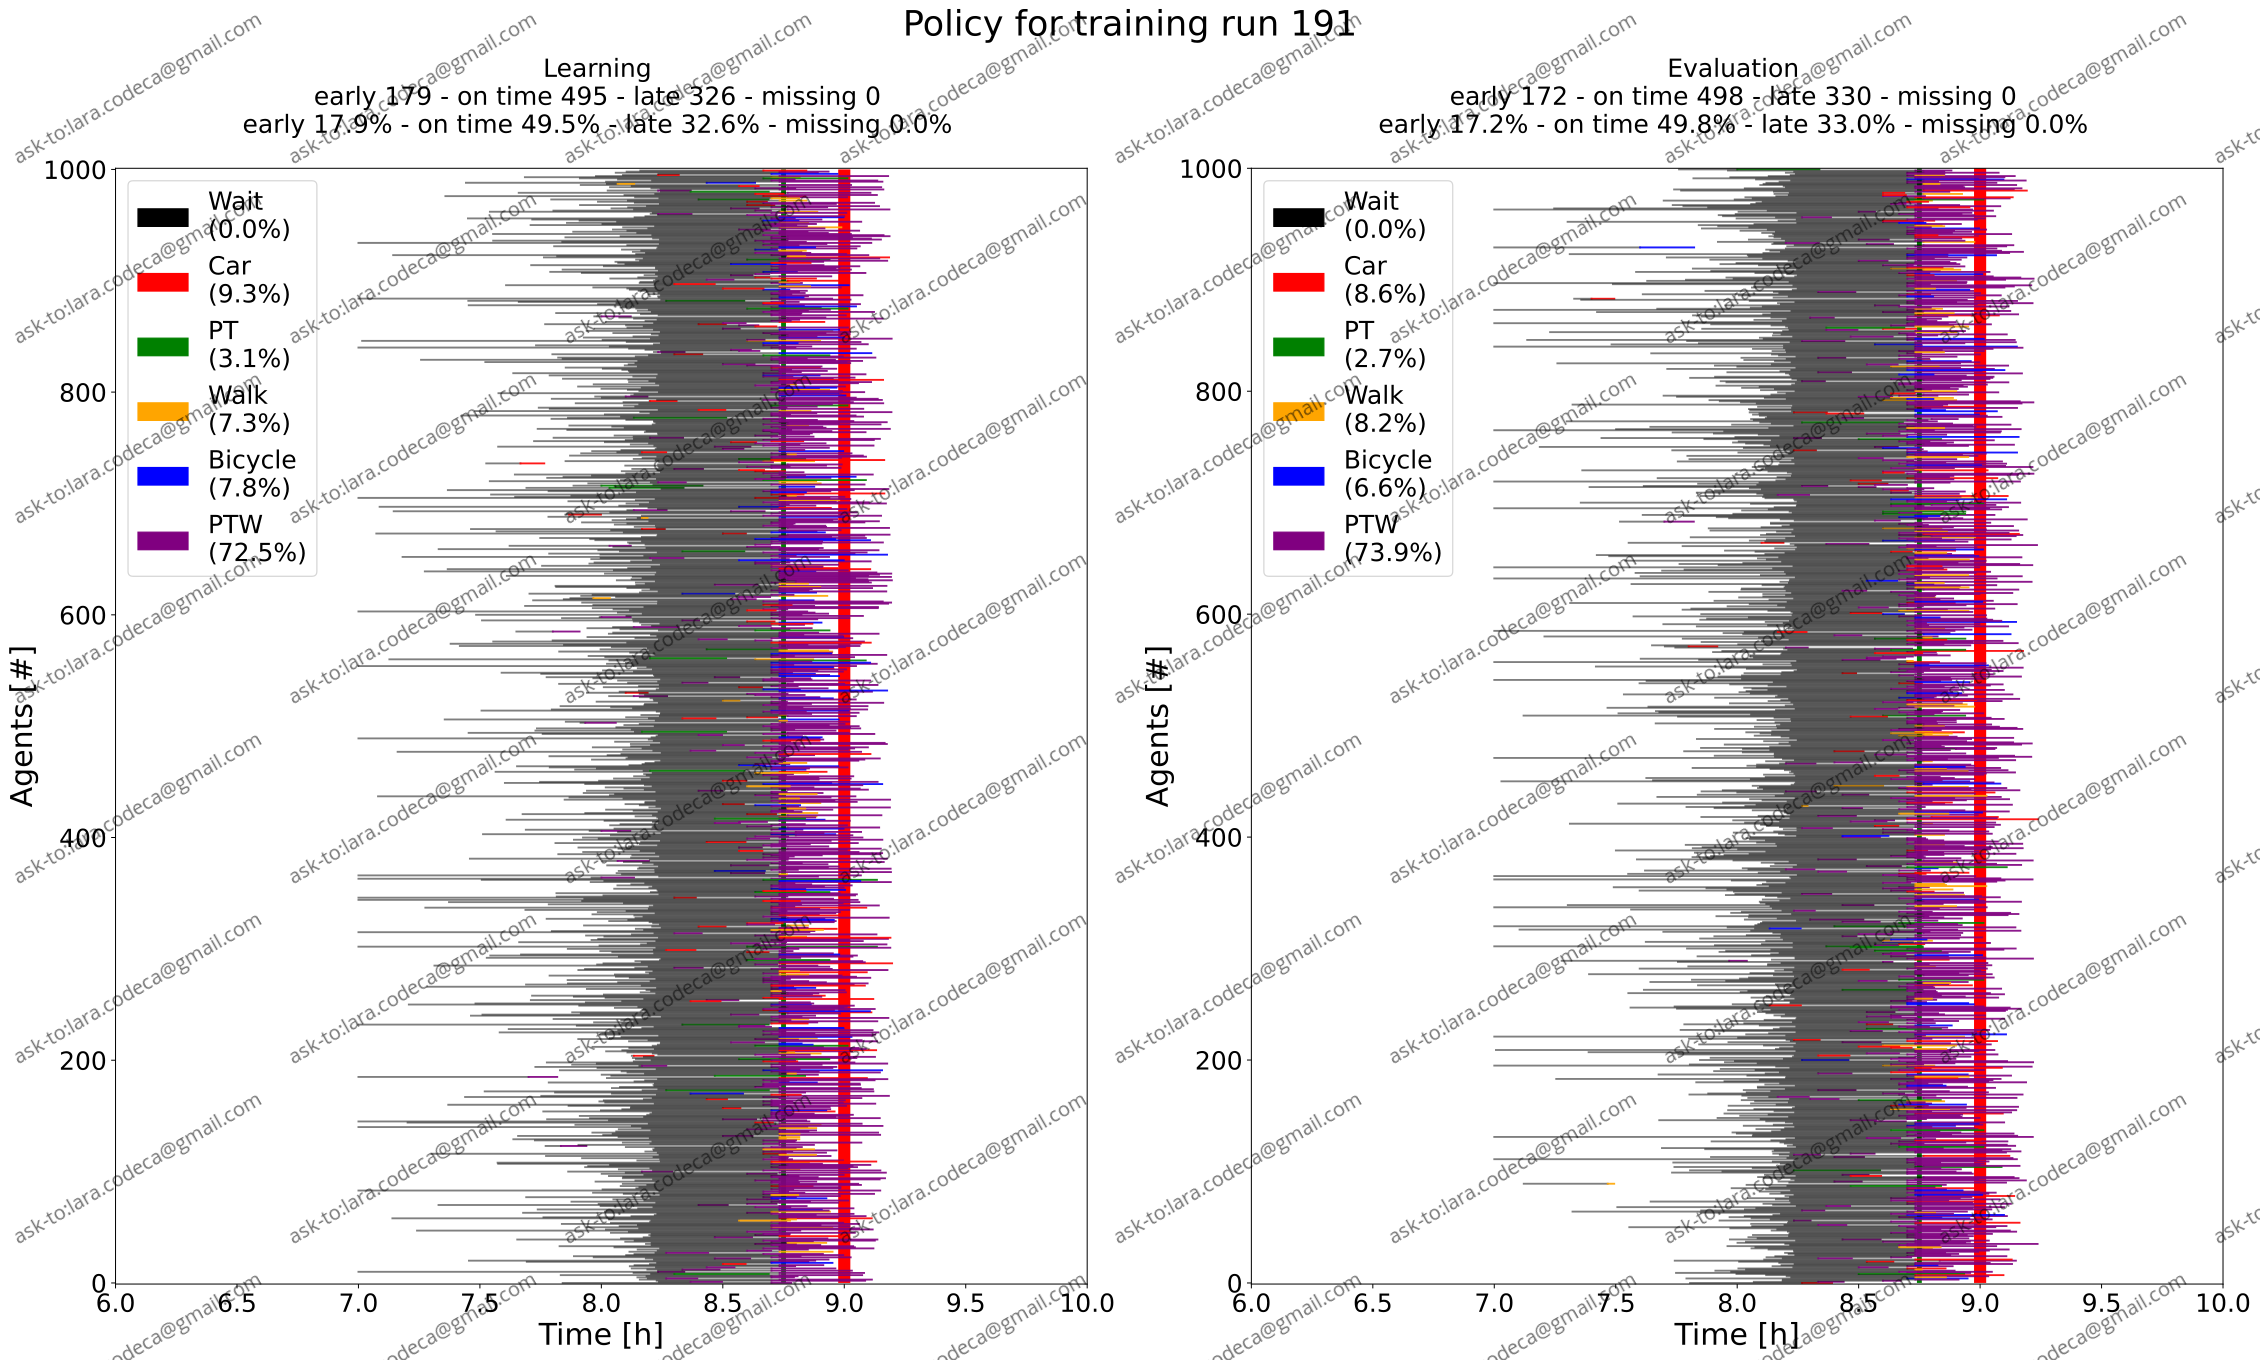 Policy for training run 191
Learning
early 179 - on time 495 - late 326 - missing 0
early 17.9% - on time 49.5% - late 32.6% - missing 0.0%
1000
800
600
400
200
0
Agents [#]
Wait
(0.0%)
Car
(9.3%)
PT
(3.1%)
Walk
(7.3%)
Bicycle
(7.8%)
PTW
(72.5%)
6.0 6.5 7.0 7.5 8.0 8.5 9.0 9.5 10.0
Time [h]
Evaluation
early 172 - on time 498 - late 330 - missing 0
early 17.2% - on time 49.8% - late 33.0% - missing 0.0%
1000
800
600
400
200
0
Agents [#]
Wait
(0.0%)
Car
(8.6%)
PT
(2.7%)
Walk
(8.2%)
Bicycle
(6.6%)
PTW
(73.9%)
6.0 6.5 7.0 7.5 8.0 8.5 9.0 9.5 10.0
Time [h]
ask-to:lara.codeca@gmail.com